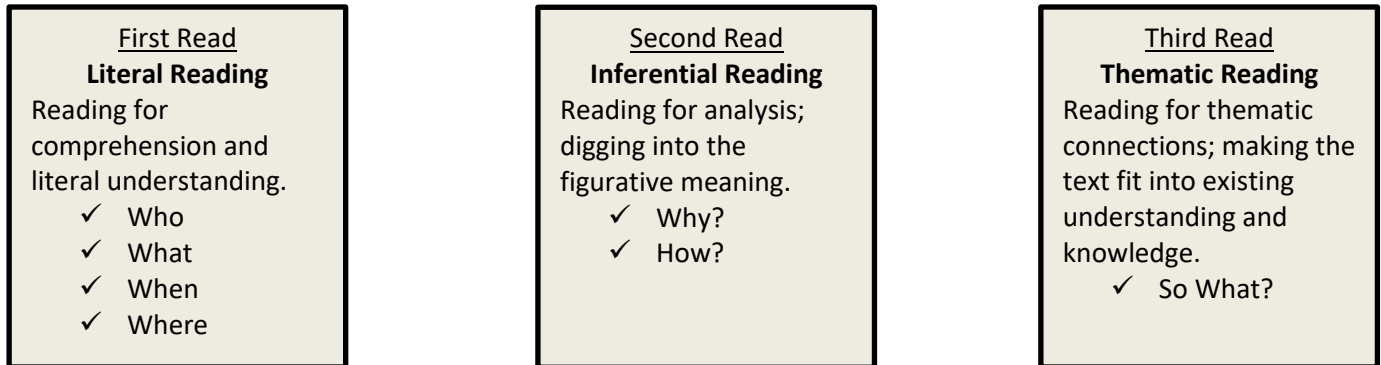 First Read
Literal Reading
Reading for
comprehension and
literal understanding.
✓ Who
✓ What
✓ When
✓ Where
Second Read
Inferential Reading
Reading for analysis;
digging into the
figurative meaning.
✓ Why?
✓ How?
Third Read
Thematic Reading
Reading for thematic
connections; making the
text fit into existing
understanding and
knowledge.
✓ So What?